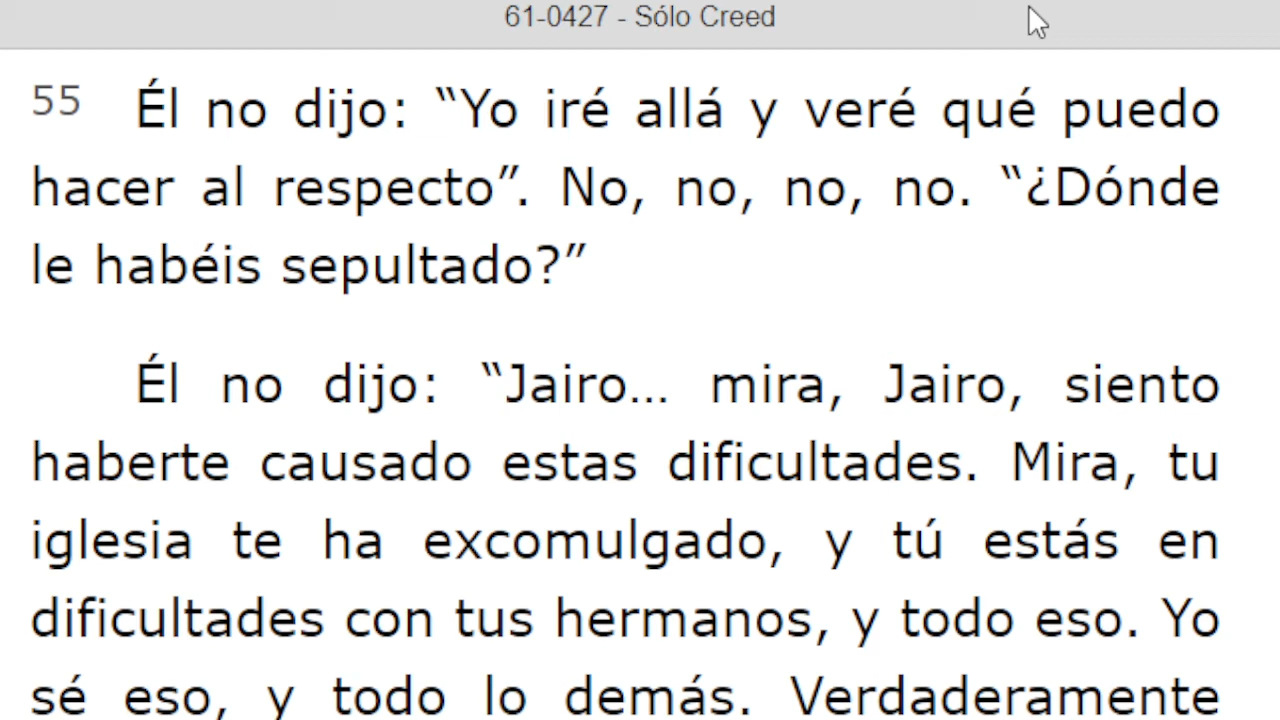 61-0427 - Sólo Creed
55 Él no dijo: “Yo iré allá y veré qué puedo
hacer al respecto”. No, no, no, no. “¿Dónde
le habéis sepultado?”
Él no dijo: “Jairo... mira, Jairo, siento
haberte causado estas dificultades. Mira, tu
iglesia te ha excomulgado, y tú estás en
dificultades con tus hermanos, y todo eso. Yo
sé eso, y todo lo demás. Verdaderamente